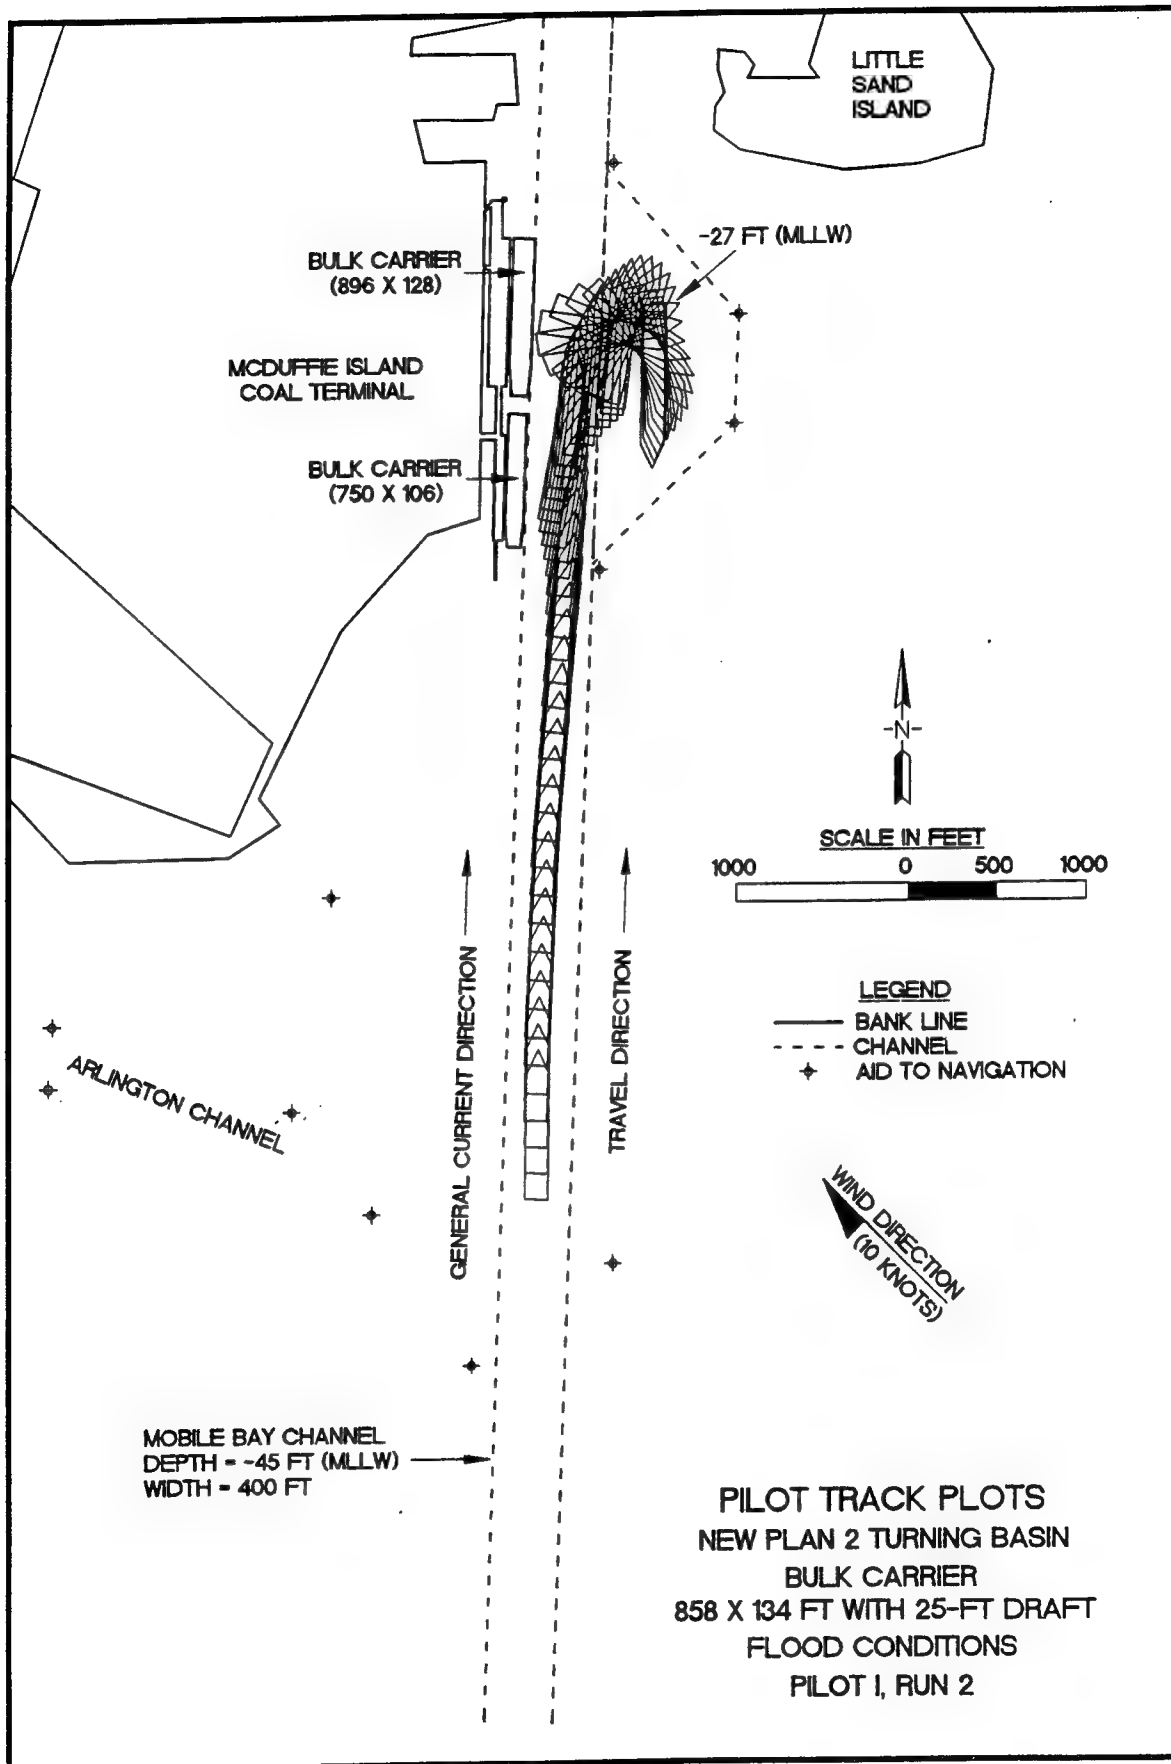 LITTLE
SAND
ISLAND
-27 FT (MLLW)
BULK CARRIER
(896 X 128)
MCDUFFIE ISLAND
COAL TERMINAL
BULK CARRIER
(750 X 106)
-N-
SCALE IN FEET
1000 0 500 1000
GENERAL CURRENT DIRECTION
TRAVEL DIRECTION
LEGEND
BANK LINE
CHANNEL
AID TO NAVIGATION
ARLINGTON CHANNEL
WIND DIRECTION
(10 KNOTS)
MOBILE BAY CHANNEL
DEPTH = -45 FT (MLLW)
WIDTH = 400 FT
PILOT TRACK PLOTS
NEW PLAN 2 TURNING BASIN
BULK CARRIER
858 X 134 FT WITH 25-FT DRAFT
FLOOD CONDITIONS
PILOT 1, RUN 2